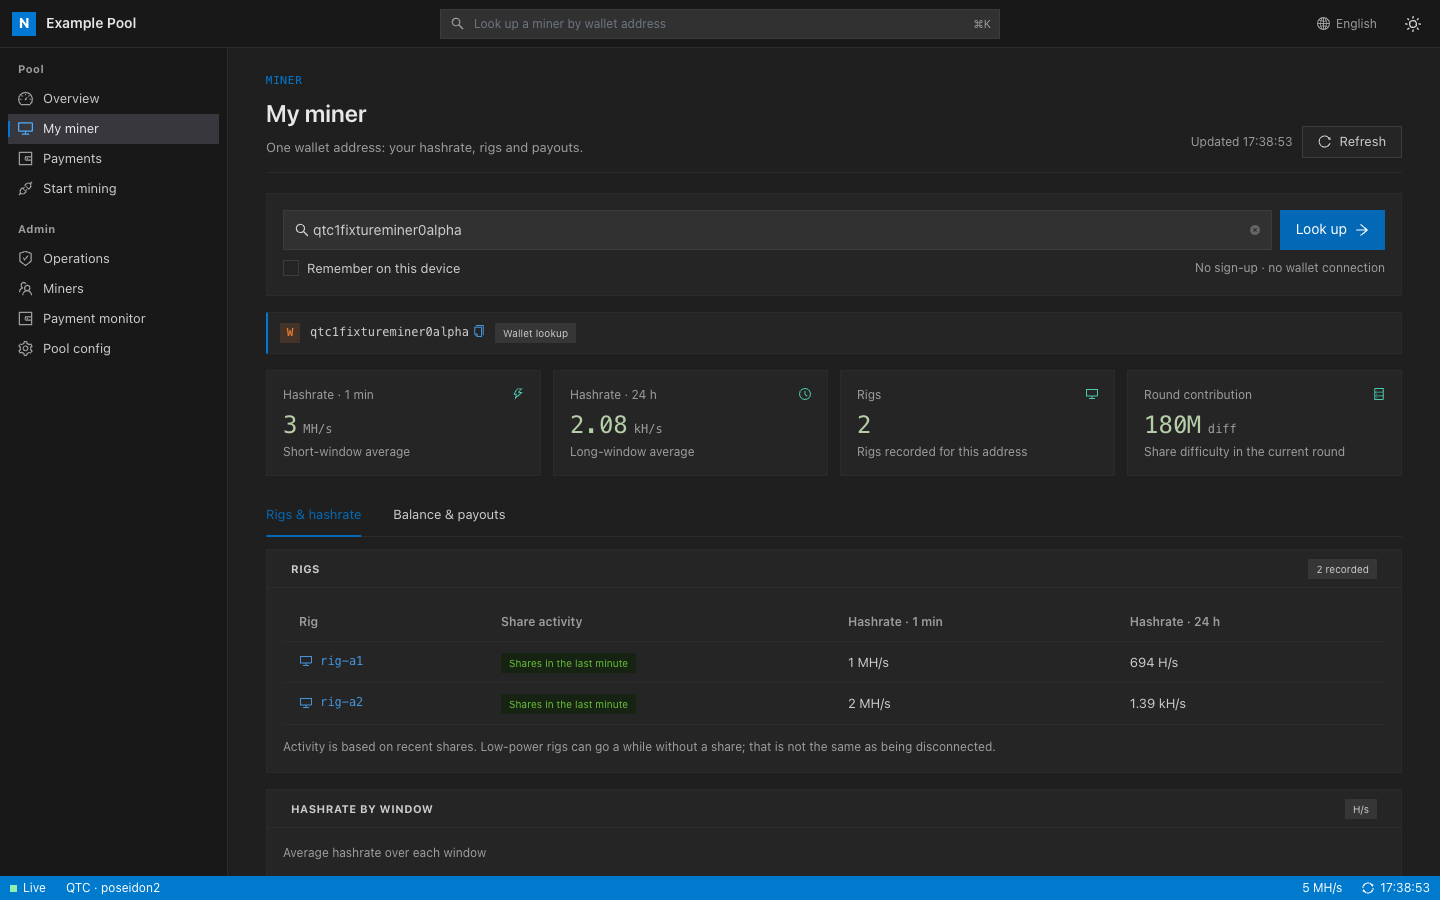 N Example Pool
Look up a miner by wallet address ⌘K
English
Pool
Overview
My miner
Payments
Start mining
Admin
Operations
Miners
Payment monitor
Pool config
MINER
My miner
One wallet address: your hashrate, rigs and payouts.
Updated 17:38:53
Refresh
qtc1fixtureminer0alpha
Look up
Remember on this device
No sign-up · no wallet connection
W qtc1fixtureminer0alpha Wallet lookup
Hashrate · 1 min
3 MH/s
Short-window average
Hashrate · 24 h
2.08 kH/s
Long-window average
Rigs
2
Rigs recorded for this address
Round contribution
180M diff
Share difficulty in the current round
Rigs & hashrate
Balance & payouts
RIGS
2 recorded
Rig Share activity Hashrate · 1 min Hashrate · 24 h
rig-a1 Shares in the last minute 1 MH/s 694 H/s
rig-a2 Shares in the last minute 2 MH/s 1.39 kH/s
Activity is based on recent shares. Low-power rigs can go a while without a share; that is not the same as being disconnected.
HASHRATE BY WINDOW
H/s
Average hashrate over each window
Live QTC · poseidon2 5 MH/s 17:38:53